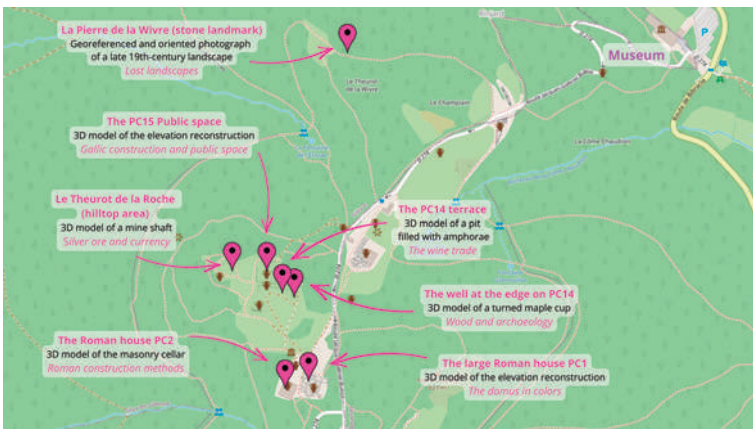 La Pierre de la Wivre (stone landmark)
Georeferenced and oriented photograph
of a late 19th-century landscape
Lost landscapes
Museum
P
Le Theurot
de la Wivre
Le Champlain
La Côme Chaudron
The PC15 Public space
3D model of the elevation reconstruction
Gallic construction and public space
Le Theurot de la Roche
(hilltop area)
3D model of a mine shaft
Silver ore and currency
The PC14 terrace
3D model of a pit
filled with amphorae
The wine trade
The well at the edge on PC14
3D model of a turned maple cup
Wood and archaeology
The Roman house PC2
3D model of the masonry cellar
Roman construction methods
The large Roman house PC1
3D model of the elevation reconstruction
The domus in colors